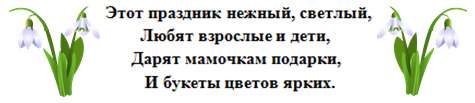 Этот праздник нежный, светлый,
Любят взрослые и дети,
Дарят мамочкам подарки,
И букеты цветов ярких.